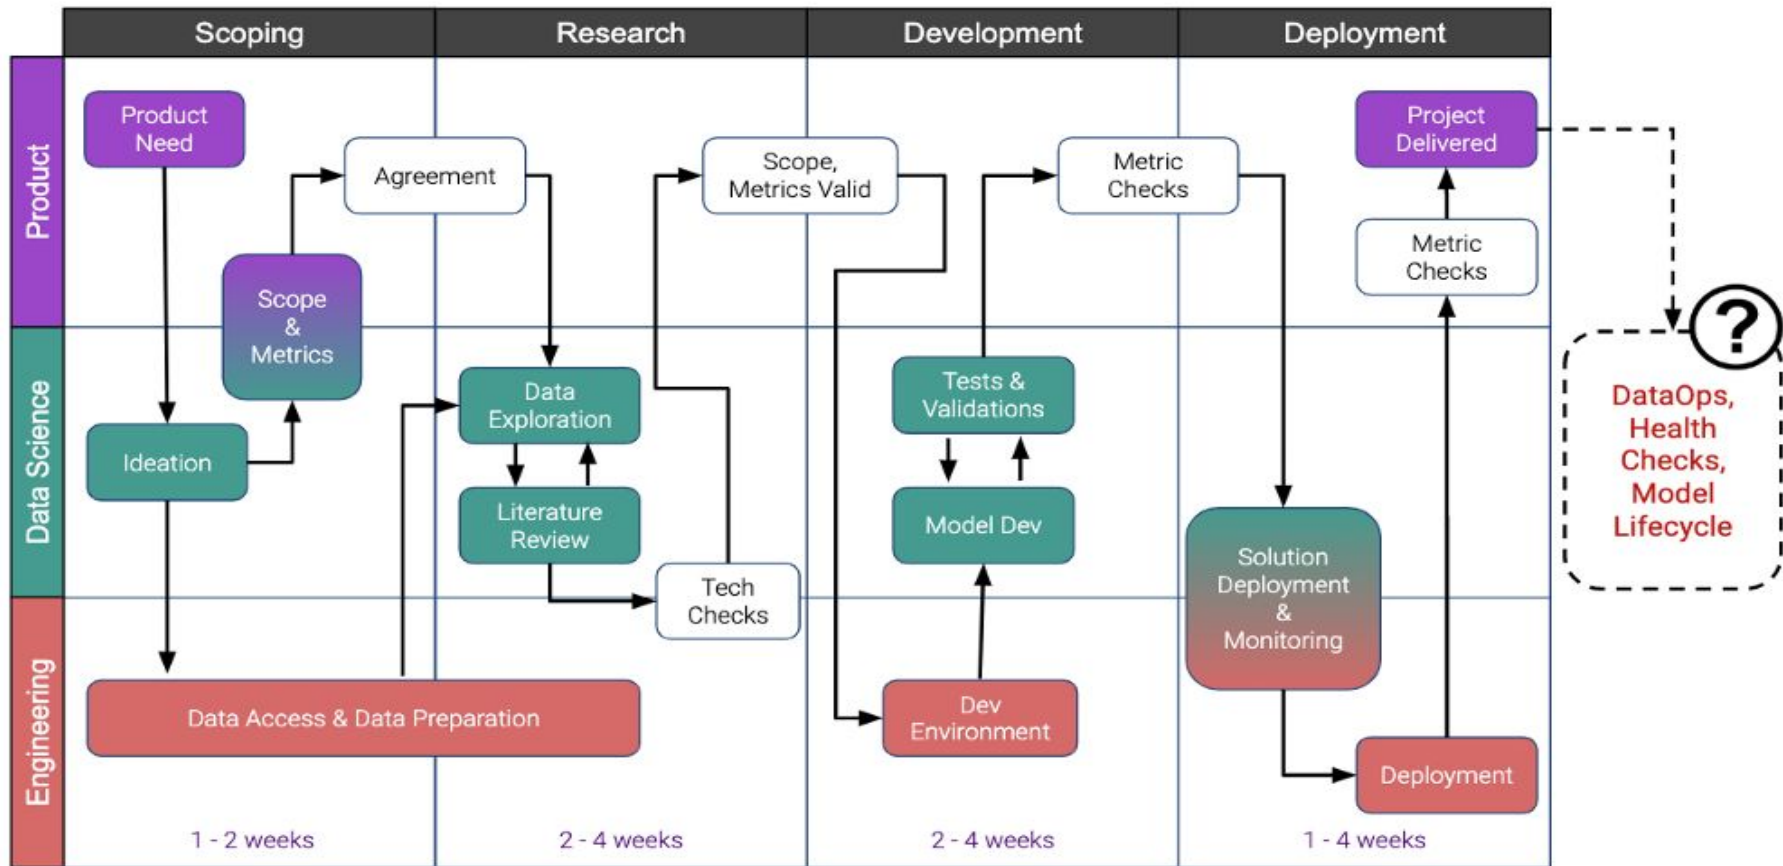 Scoping
Research
Development
Deployment
Product
Data Science
Engineering
Product
Need
Agreement
Scope
&
Metrics
Ideation
Data Access & Data Preparation
Data
Exploration
Literature
Review
Tech
Checks
Scope,
Metrics Valid
Tests &
Validations
Model Dev
Dev
Environment
Metric
Checks
Solution
Deployment
&
Monitoring
Deployment
Metric
Checks
Project
Delivered
?
DataOps,
Health
Checks,
Model
Lifecycle
1 - 2 weeks
2 - 4 weeks
2 - 4 weeks
1 - 4 weeks